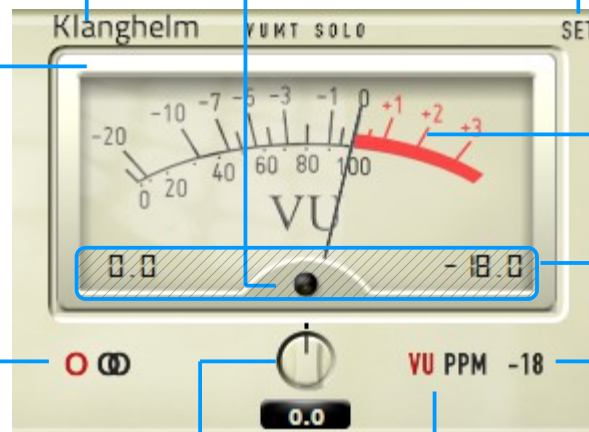 Klanghelm VUMT SOLO SET
-20 -10 -7 -5 -3 -1 0 +1 +2 +3
0 20 40 60 80 100
VU
0.0 -18.0
VU PPM -18
0.0